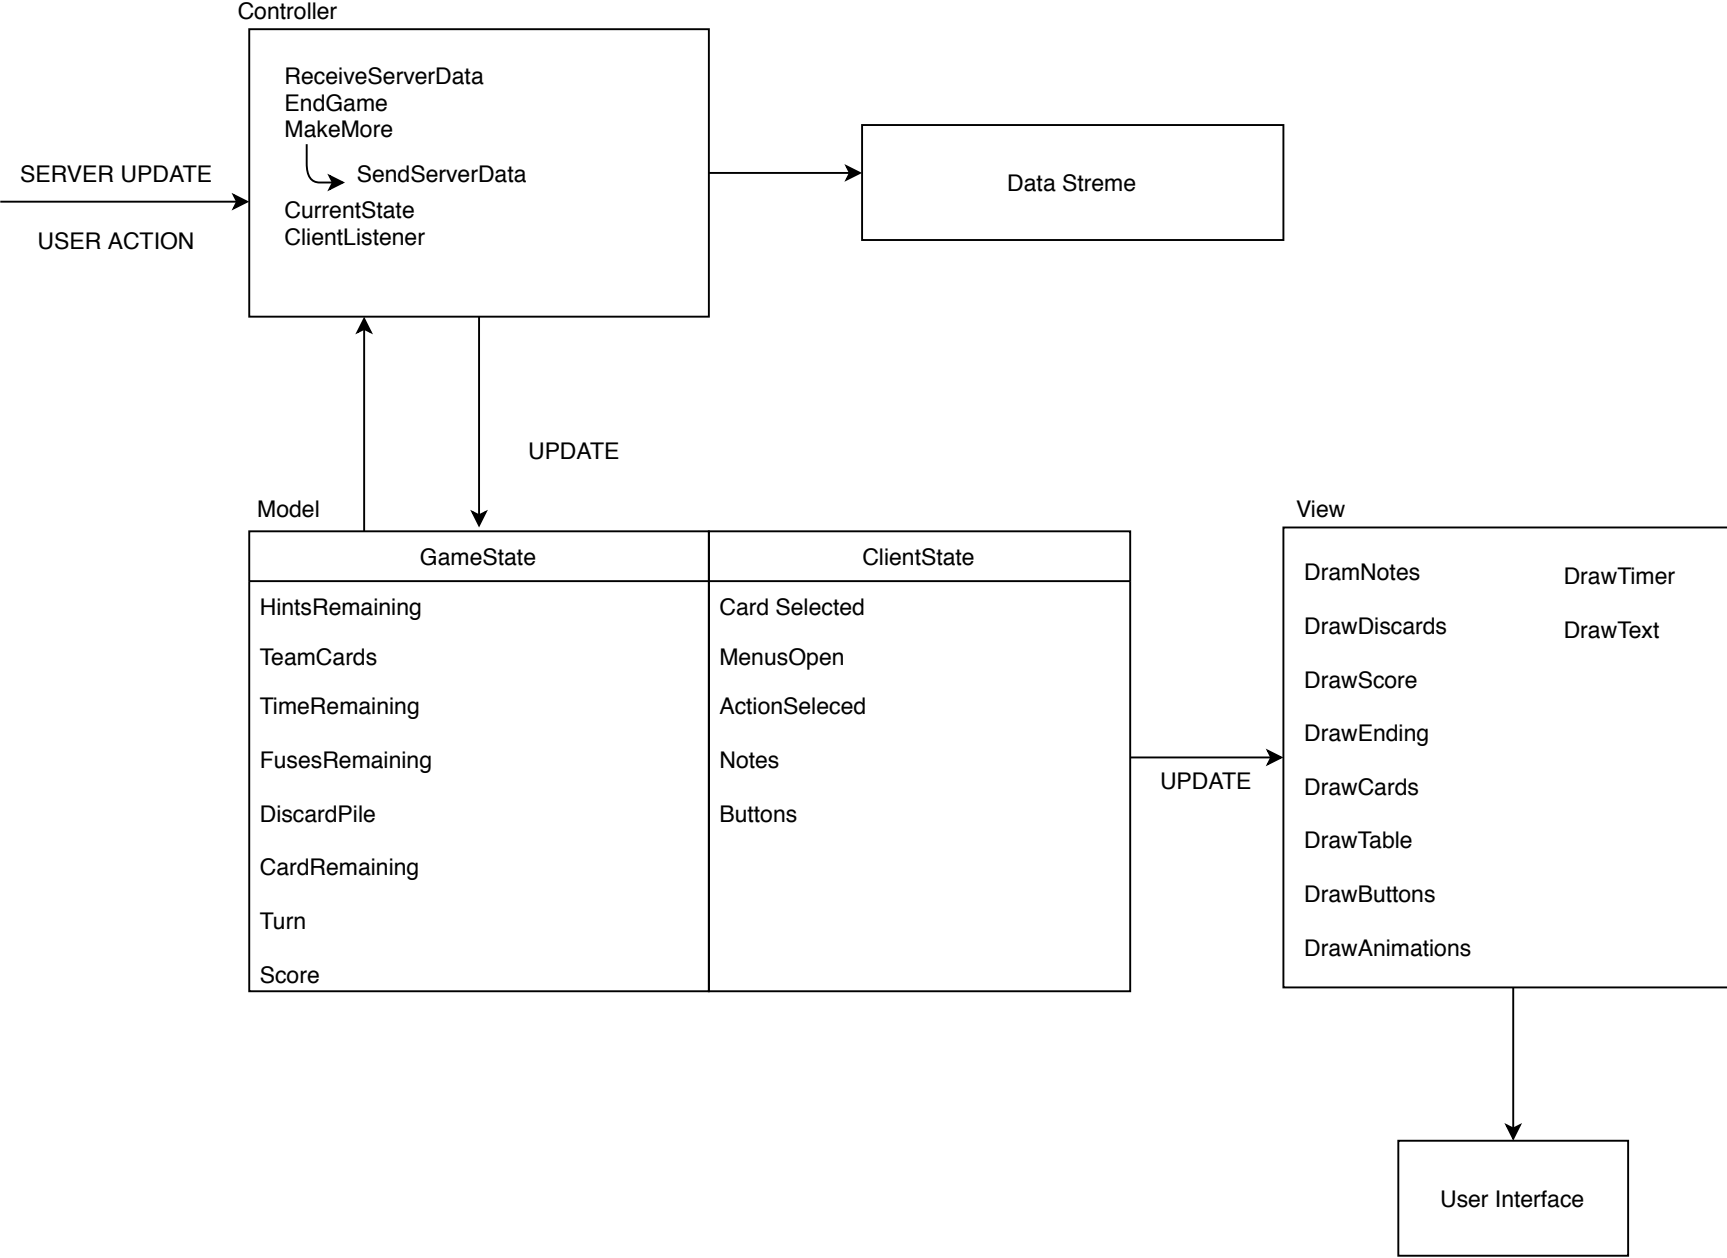 Controller
ReceiveServerData
EndGame
MakeMore
SendServerData
CurrentState
ClientListener
SERVER UPDATE
USER ACTION
Data Streme
UPDATE
Model
GameState
HintsRemaining
TeamCards
TimeRemaining
FusesRemaining
DiscardPile
CardRemaining
Turn
Score
ClientState
Card Selected
MenusOpen
ActionSeleced
Notes
Buttons
UPDATE
View
DramNotes
DrawDiscards
DrawScore
DrawEnding
DrawCards
DrawTable
DrawButtons
DrawAnimations
DrawTimer
DrawText
User Interface